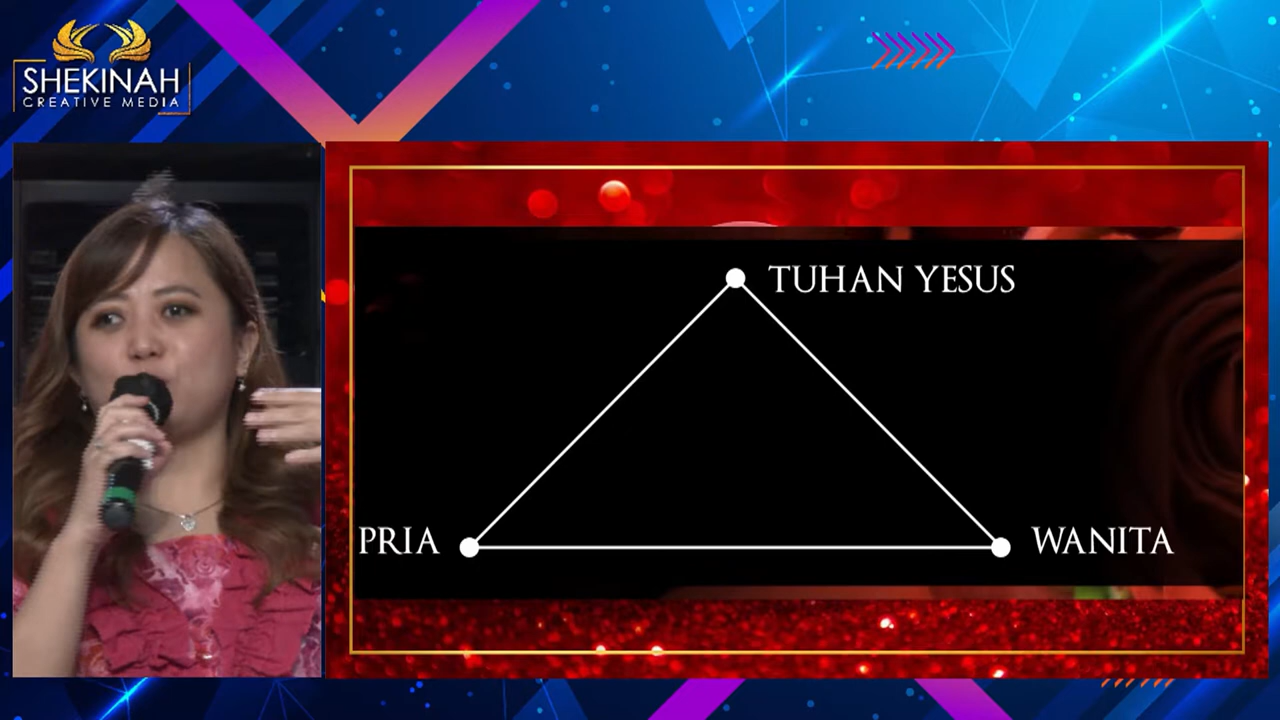 SHEKINAH
CREATIVE MEDIA
TUHAN YESUS
PRIA
WANITA